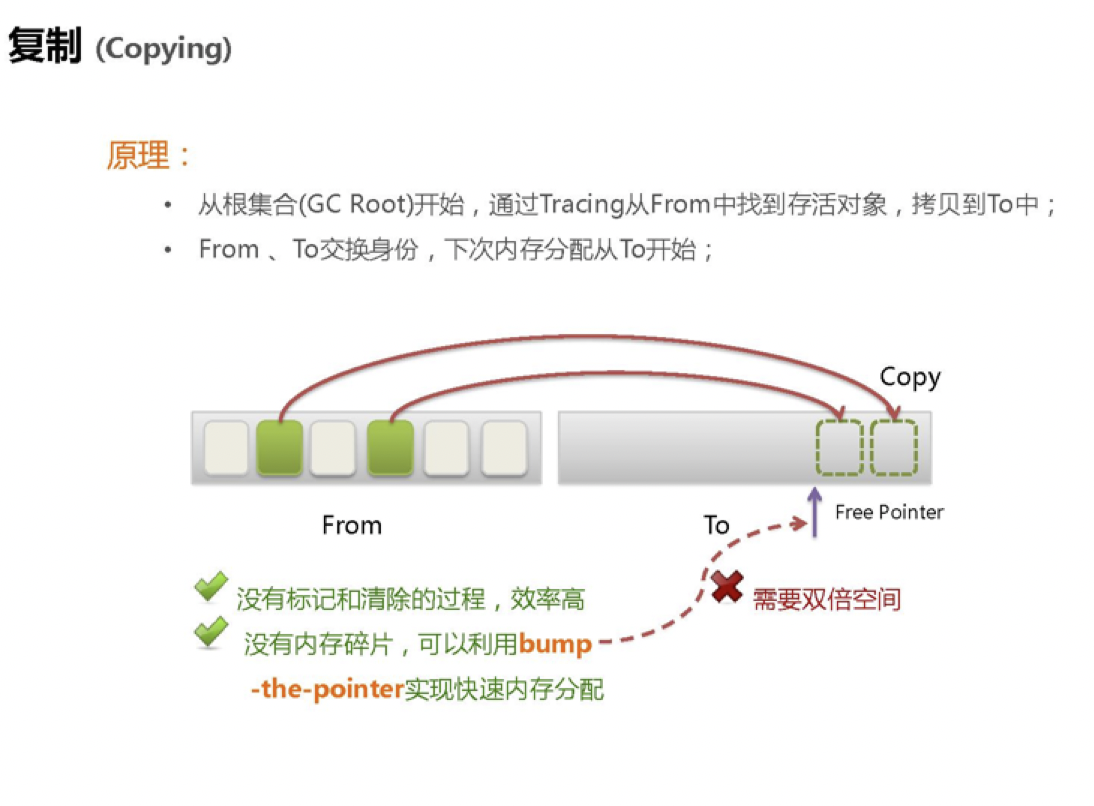 复制 (Copying)
原理：
• 从根集合(GC Root)开始，通过Tracing从From中找到存活对象，拷贝到To中；
• From 、To交换身份，下次内存分配从To开始；
Copy
From
To
Free Pointer
没有标记和清除的过程，效率高
需要双倍空间
没有内存碎片，可以利用bump
-the-pointer实现快速内存分配